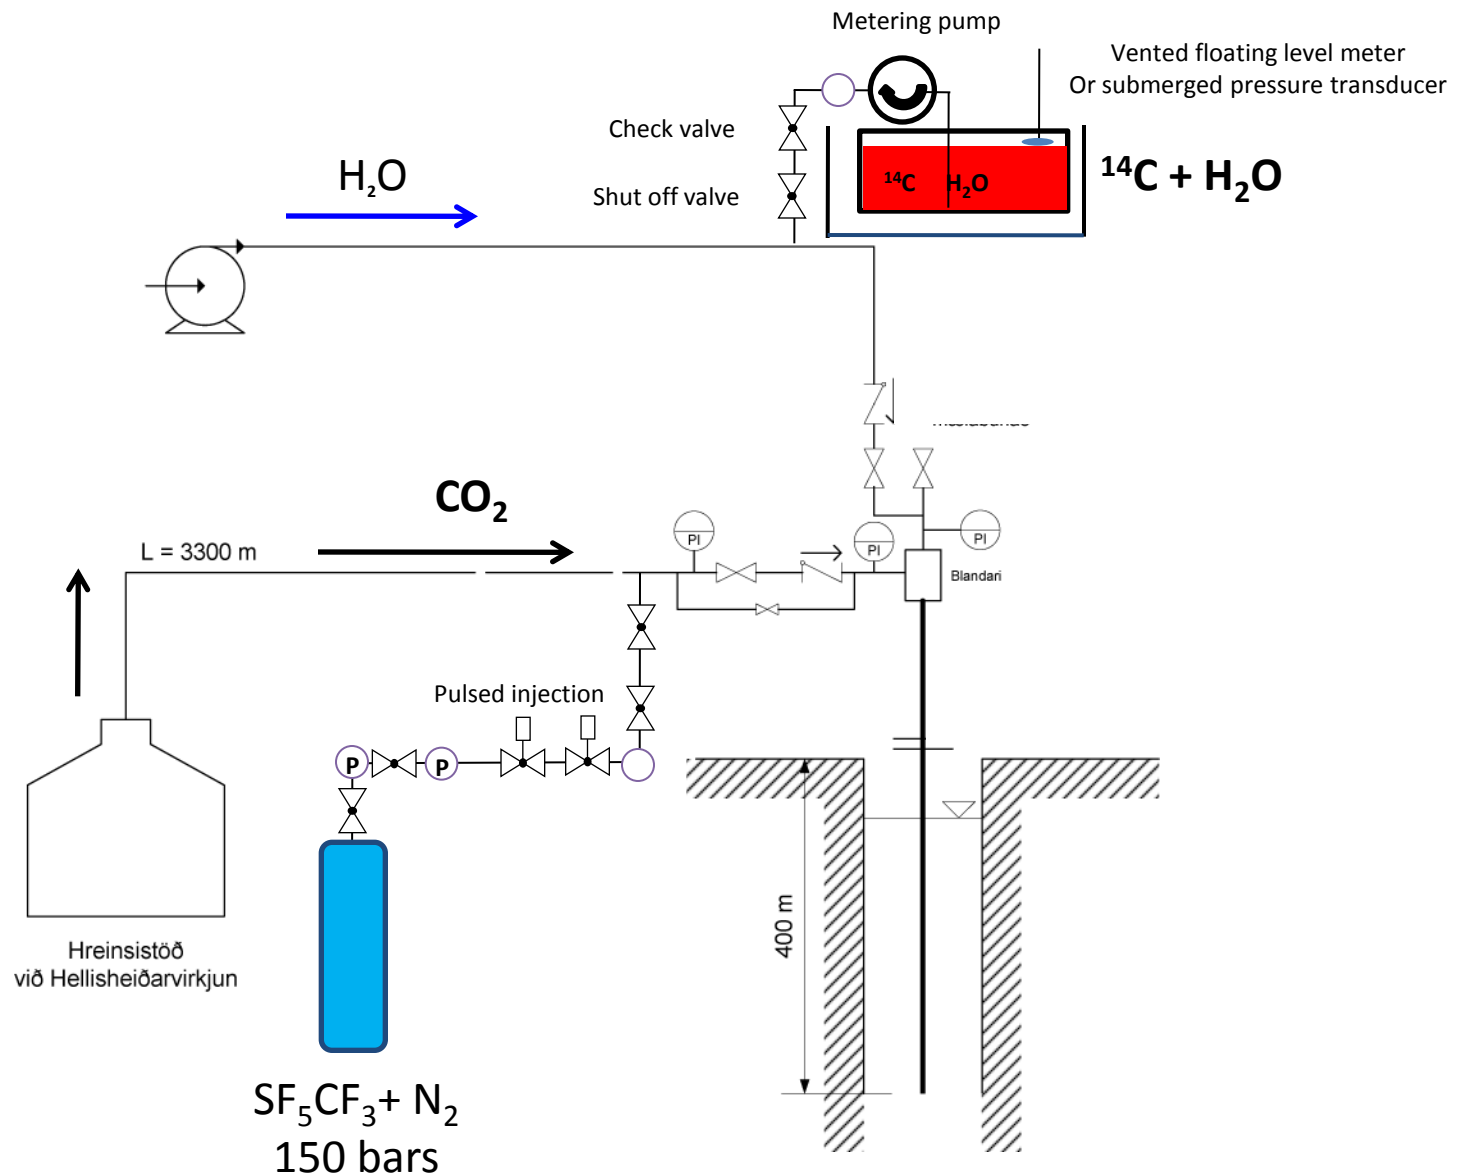 Metering pump
Vented floating level meter
Or submerged pressure transducer
Check valve
Shut off valve
H₂O
¹⁴C H₂O
¹⁴C + H₂O
CO₂
L = 3300 m
PI
PI
PI
Blandari
Pulsed injection
P
P
400 m
Hreinsistöð
við Hellisheiðarvirkjun
SF₅CF₃+ N₂
150 bars